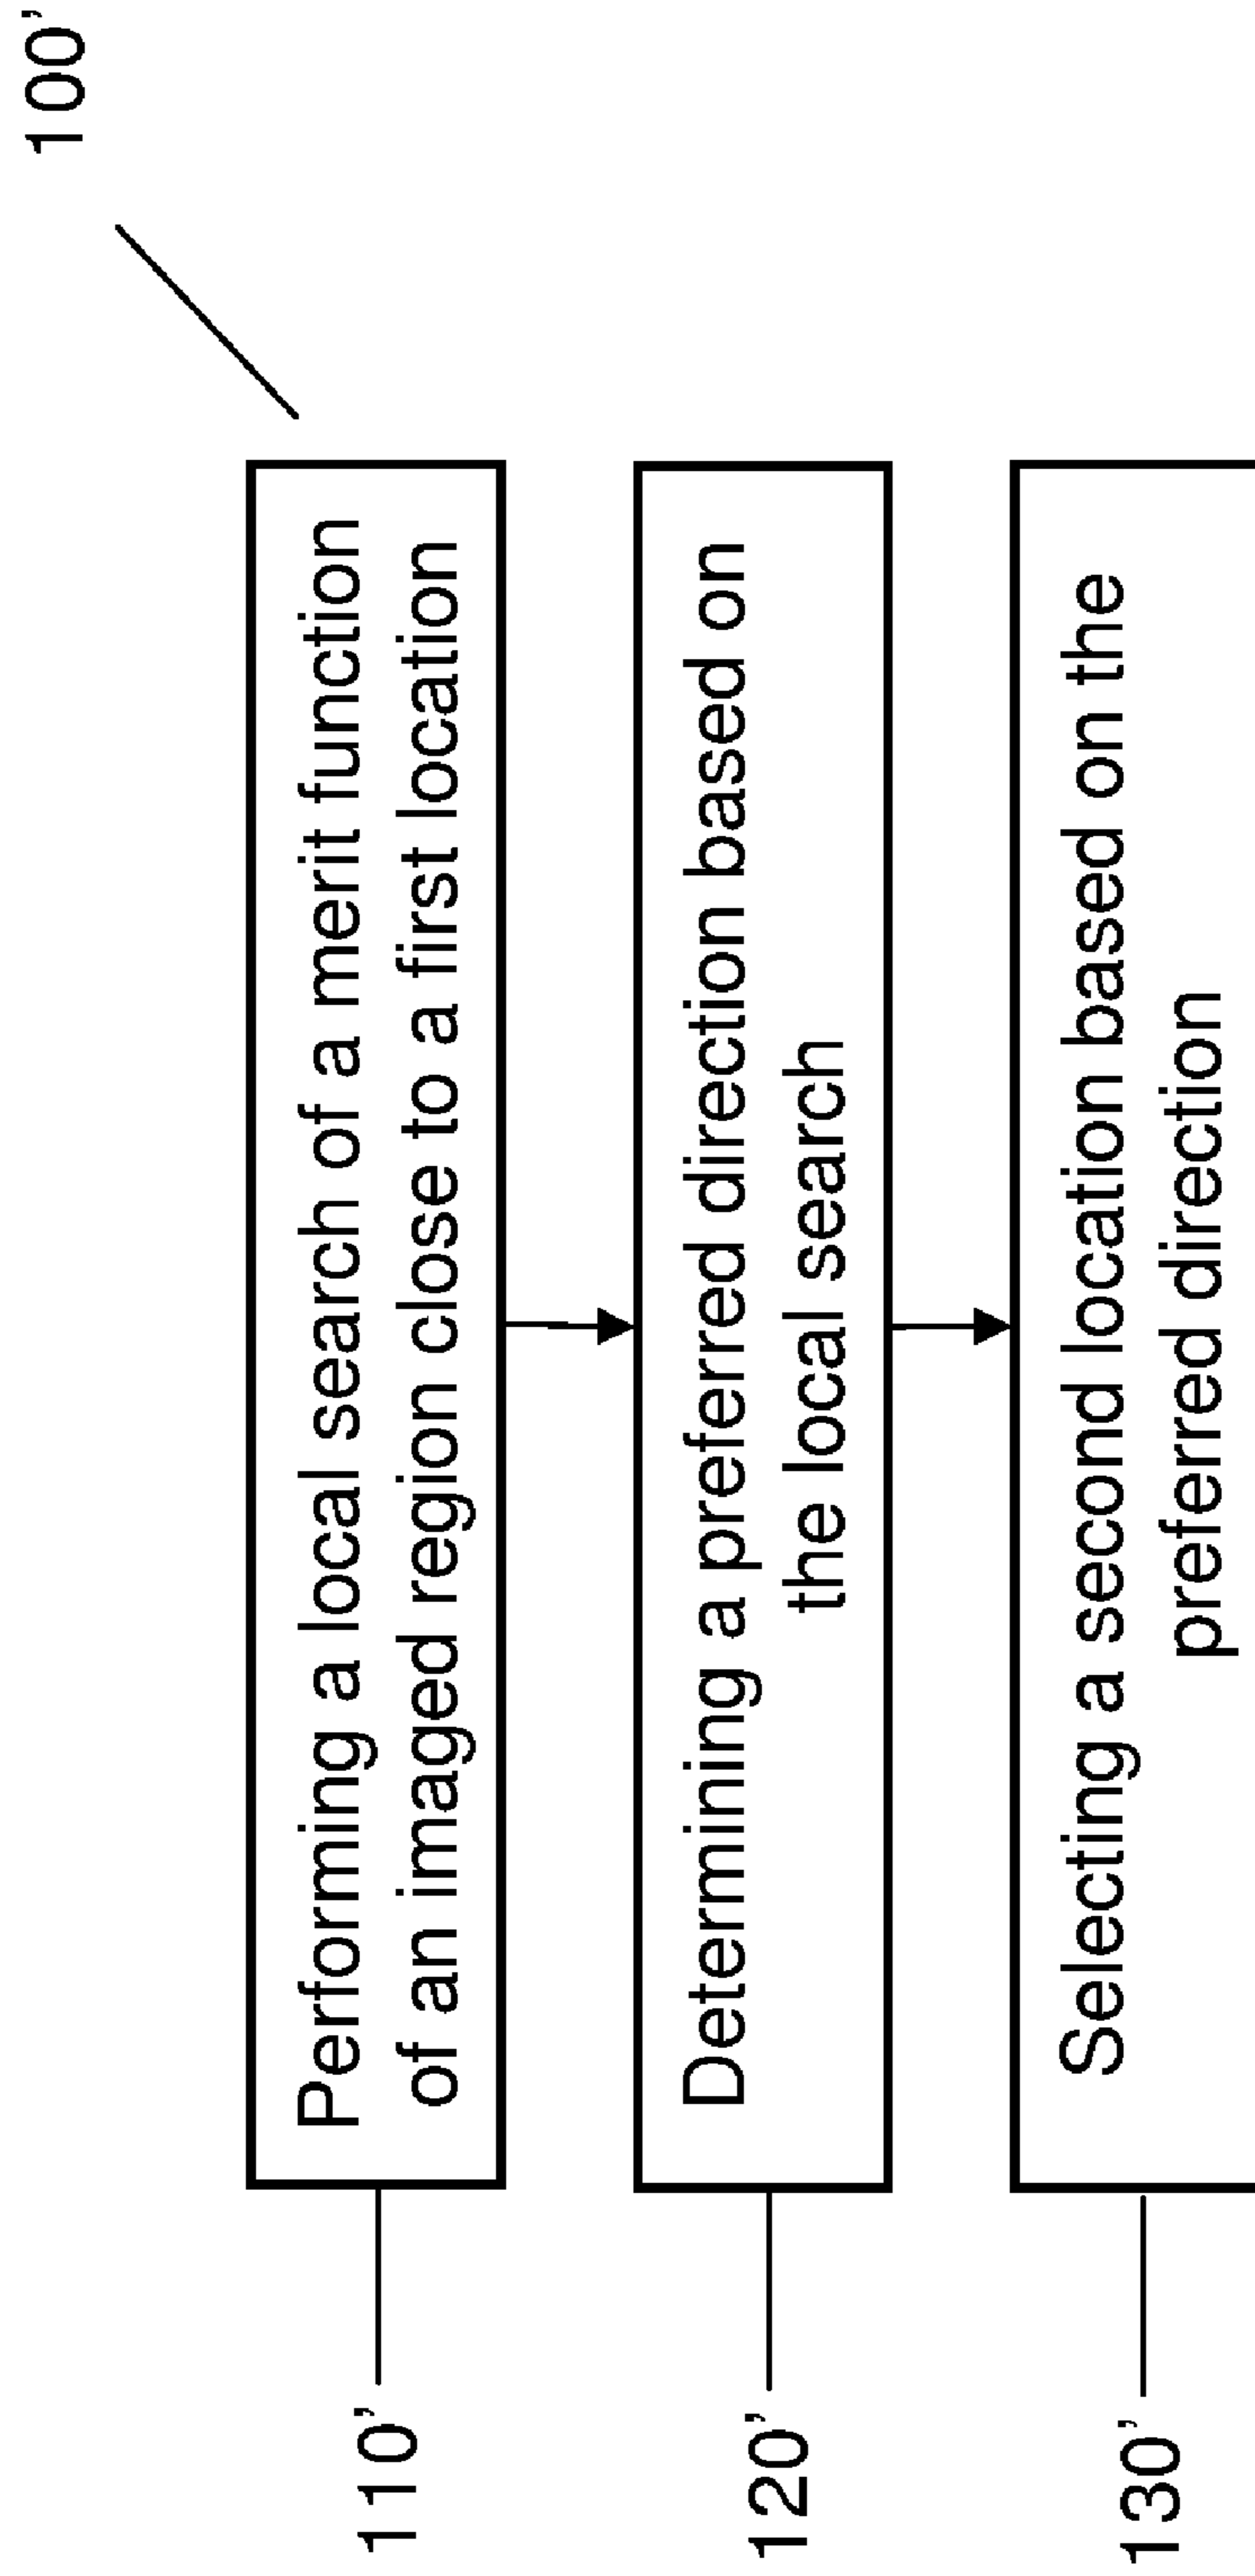 100’
110’
Performing a local search of a merit function
of an imaged region close to a first location
120’
Determining a preferred direction based on
the local search
130’
Selecting a second location based on the
preferred direction